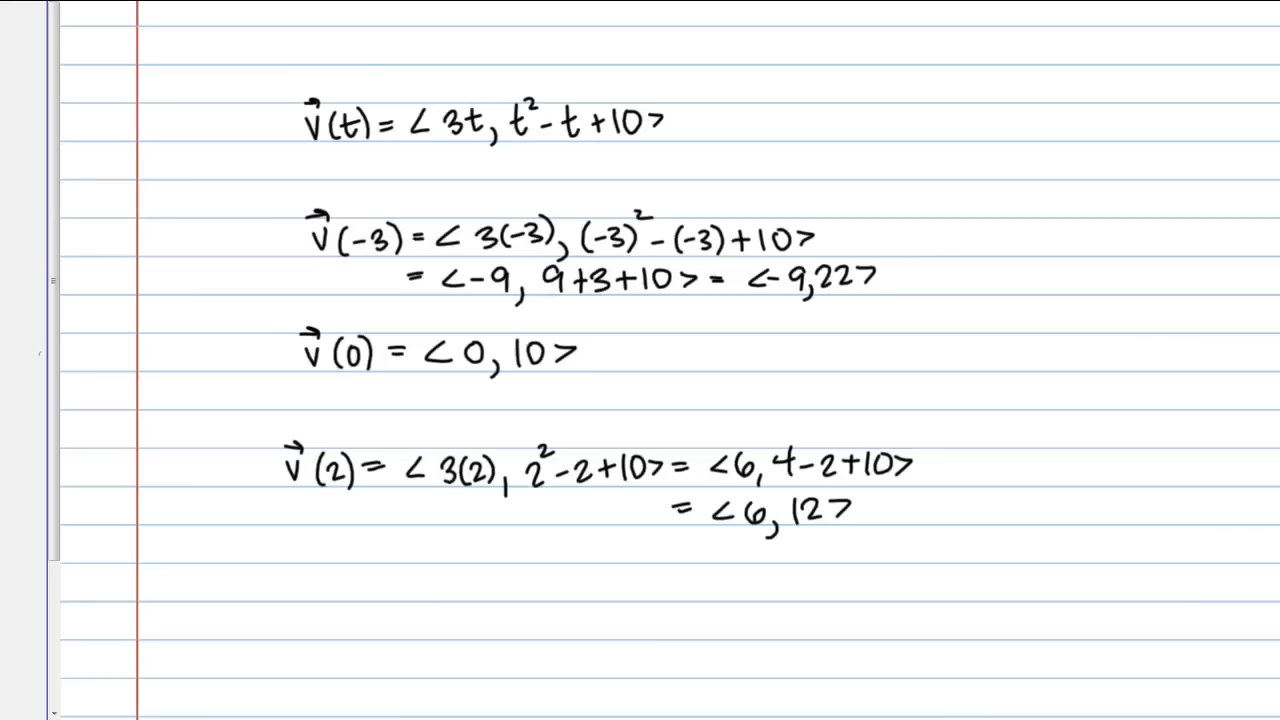 v⃗(t) = < 3t, t² - t + 10 >
v⃗(-3) = < 3(-3), (-3)² - (-3) + 10 >
= < -9, 9 + 3 + 10 > = < -9, 22 >
v⃗(0) = < 0, 10 >
v⃗(2) = < 3(2), 2² - 2 + 10 > = < 6, 4 - 2 + 10 >
= < 6, 12 >